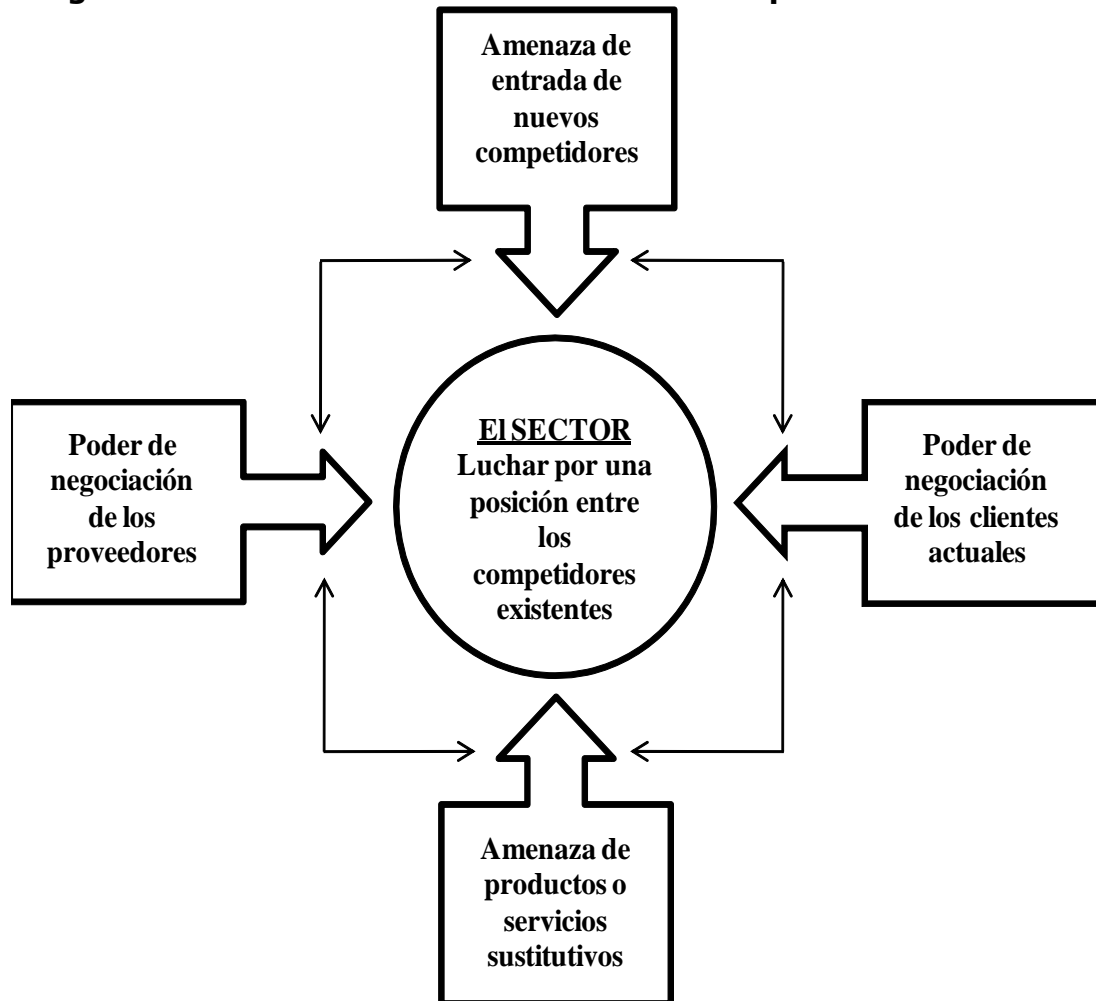 Amenaza de
entrada de
nuevos
competidores
El SECTOR
Luchar por una
posición entre
los
competidores
existentes
Poder de
negociación
de los
proveedores
Poder de
negociación
de los clientes
actuales
Amenaza de
productos o
servicios
sustitutivos